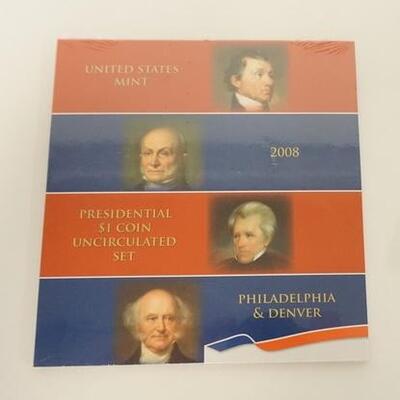 UNITED STATES
MINT
2008
PRESIDENTIAL
$1 COIN
UNCIRCULATED
SET
PHILADELPHIA
& DENVER